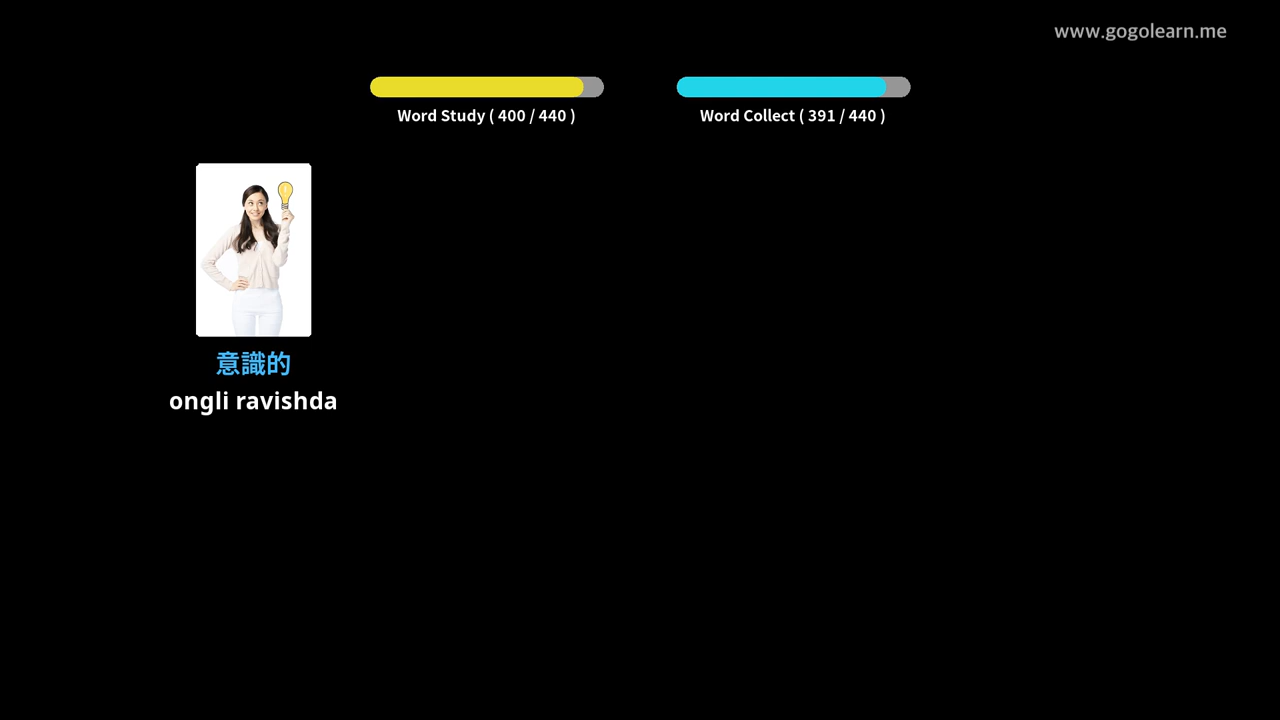 www.gogolearn.me
Word Study ( 400 / 440 )
Word Collect ( 391 / 440 )
意識的
ongli ravishda